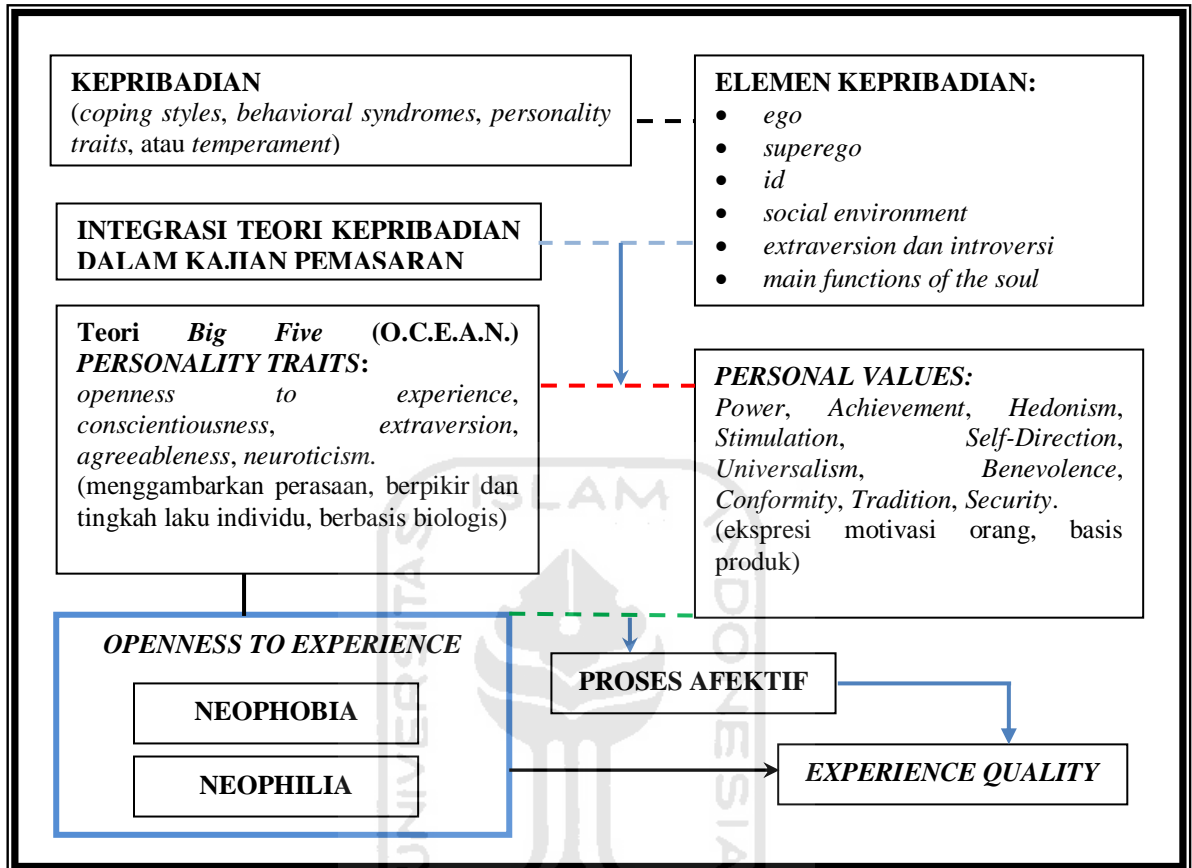 KEPRIBADIAN
(coping styles, behavioral syndromes, personality
traits, atau temperament)
ELEMEN KEPRIBADIAN:
• ego
• superego
• id
• social environment
• extraversion dan introversi
• main functions of the soul
INTEGRASI TEORI KEPRIBADIAN
DALAM KAJIAN PEMASARAN
Teori Big Five (O.C.E.A.N.)
PERSONALITY TRAITS:
openness to experience,
conscientiousness, extraversion,
agreeableness, neuroticism.
(menggambarkan perasaan, berpikir dan
tingkah laku individu, berbasis biologis)
PERSONAL VALUES:
Power, Achievement, Hedonism,
Stimulation, Self-Direction,
Universalism, Benevolence,
Conformity, Tradition, Security.
(ekspresi motivasi orang, basis
produk)
OPENNESS TO EXPERIENCE
NEOPHOBIA
NEOPHILIA
PROSES AFEKTIF
EXPERIENCE QUALITY
ISLAM
UNIVERSITAS
INDONESIA